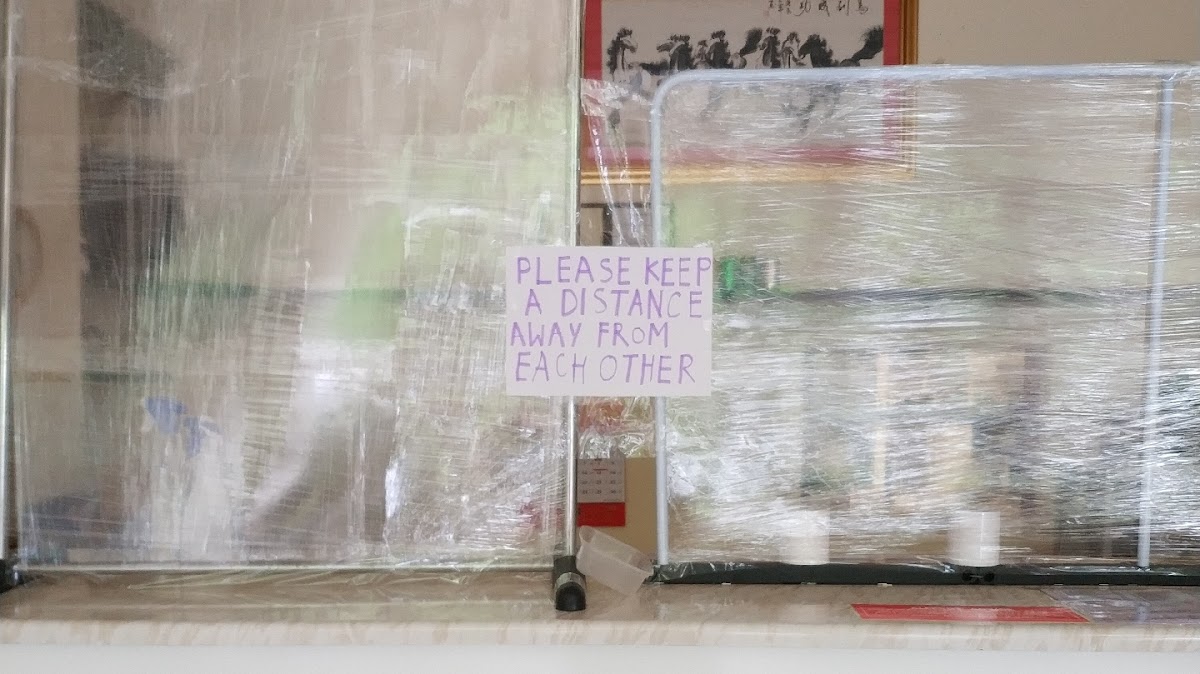 PLEASE KEEP
A DISTANCE
AWAY FROM
EACH OTHER